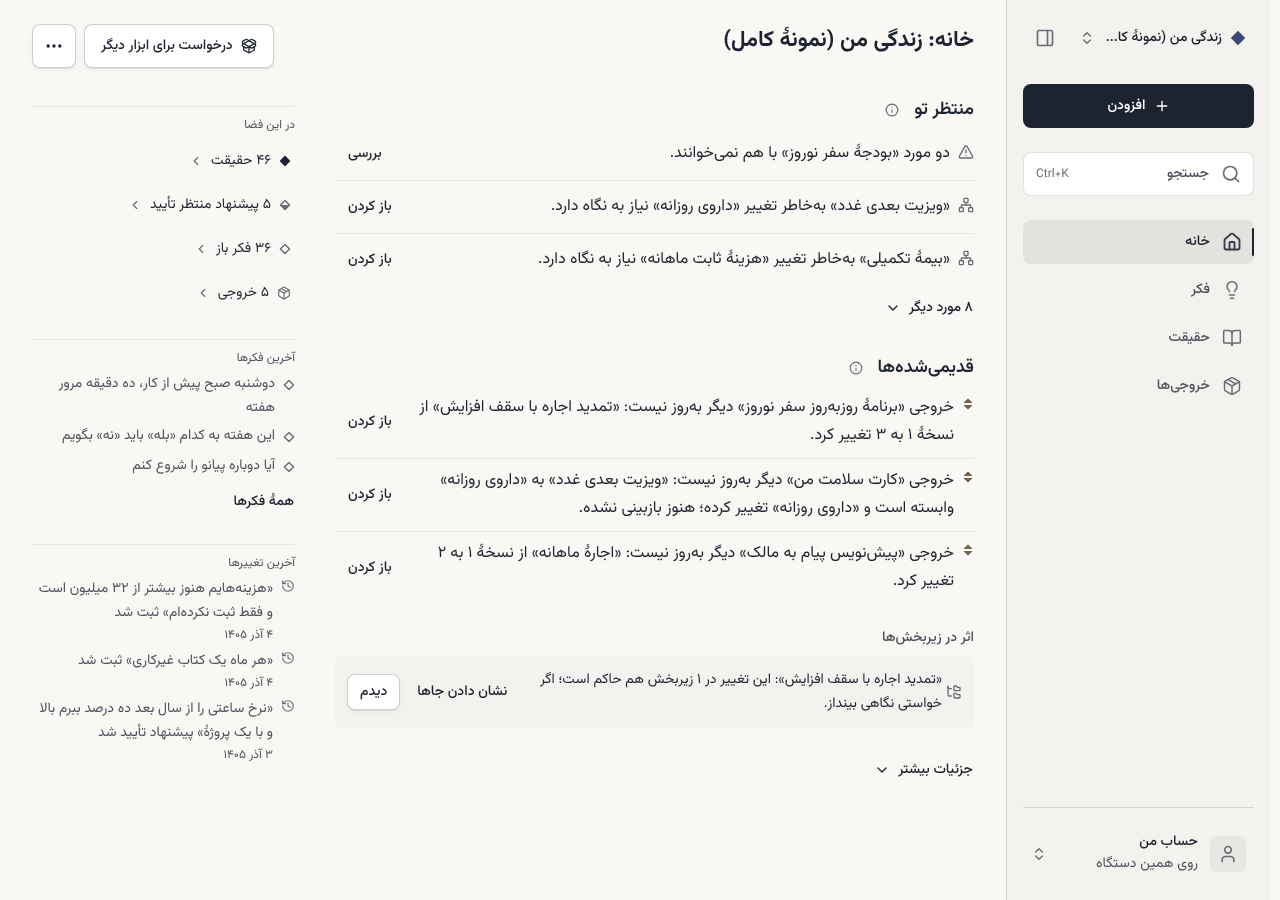 زندگی من (نمونهٔ کا...
افزودن
جستجو
Ctrl+K
خانه
فکر
حقیقت
خروجی‌ها
حساب من
روی همین دستگاه
خانه: زندگی من (نمونهٔ کامل)
منتظر تو
دو مورد «بودجهٔ سفر نوروز» با هم نمی‌خوانند.
بررسی
«ویزیت بعدی غدد» به‌خاطر تغییر «داروی روزانه» نیاز به نگاه دارد.
باز کردن
«بیمهٔ تکمیلی» به‌خاطر تغییر «هزینهٔ ثابت ماهانه» نیاز به نگاه دارد.
باز کردن
۸ مورد دیگر
قدیمی‌شده‌ها
خروجی «برنامهٔ روزبه‌روز سفر نوروز» دیگر به‌روز نیست: «تمدید اجاره با سقف افزایش» از
نسخهٔ ۱ به ۳ تغییر کرد.
باز کردن
خروجی «کارت سلامت من» دیگر به‌روز نیست: «ویزیت بعدی غدد» به «داروی روزانه»
وابسته است و «داروی روزانه» تغییر کرده؛ هنوز بازبینی نشده.
باز کردن
خروجی «پیش‌نویس پیام به مالک» دیگر به‌روز نیست: «اجارهٔ ماهانه» از نسخهٔ ۱ به ۲
تغییر کرد.
باز کردن
اثر در زیربخش‌ها
«تمدید اجاره با سقف افزایش»: این تغییر در ۱ زیربخش هم حاکم است؛ اگر
خواستی نگاهی بینداز.
نشان دادن جاها
دیدم
جزئیات بیشتر
درخواست برای ابزار دیگر
در این فضا
۴۶ حقیقت
۵ پیشنهاد منتظر تأیید
۳۶ فکر باز
۵ خروجی
آخرین فکرها
دوشنبه صبح پیش از کار، ده دقیقه مرور
هفته
این هفته به کدام «بله» باید «نه» بگویم
آیا دوباره پیانو را شروع کنم
همهٔ فکرها
آخرین تغییرها
«هزینه‌هایم هنوز بیشتر از ۳۲ میلیون است
و فقط ثبت نکرده‌ام» ثبت شد
۴ آذر ۱۴۰۵
«هر ماه یک کتاب غیرکاری» ثبت شد
۴ آذر ۱۴۰۵
«نرخ ساعتی را از سال بعد ده درصد ببرم بالا
و با یک پروژهٔ» پیشنهاد تأیید شد
۳ آذر ۱۴۰۵